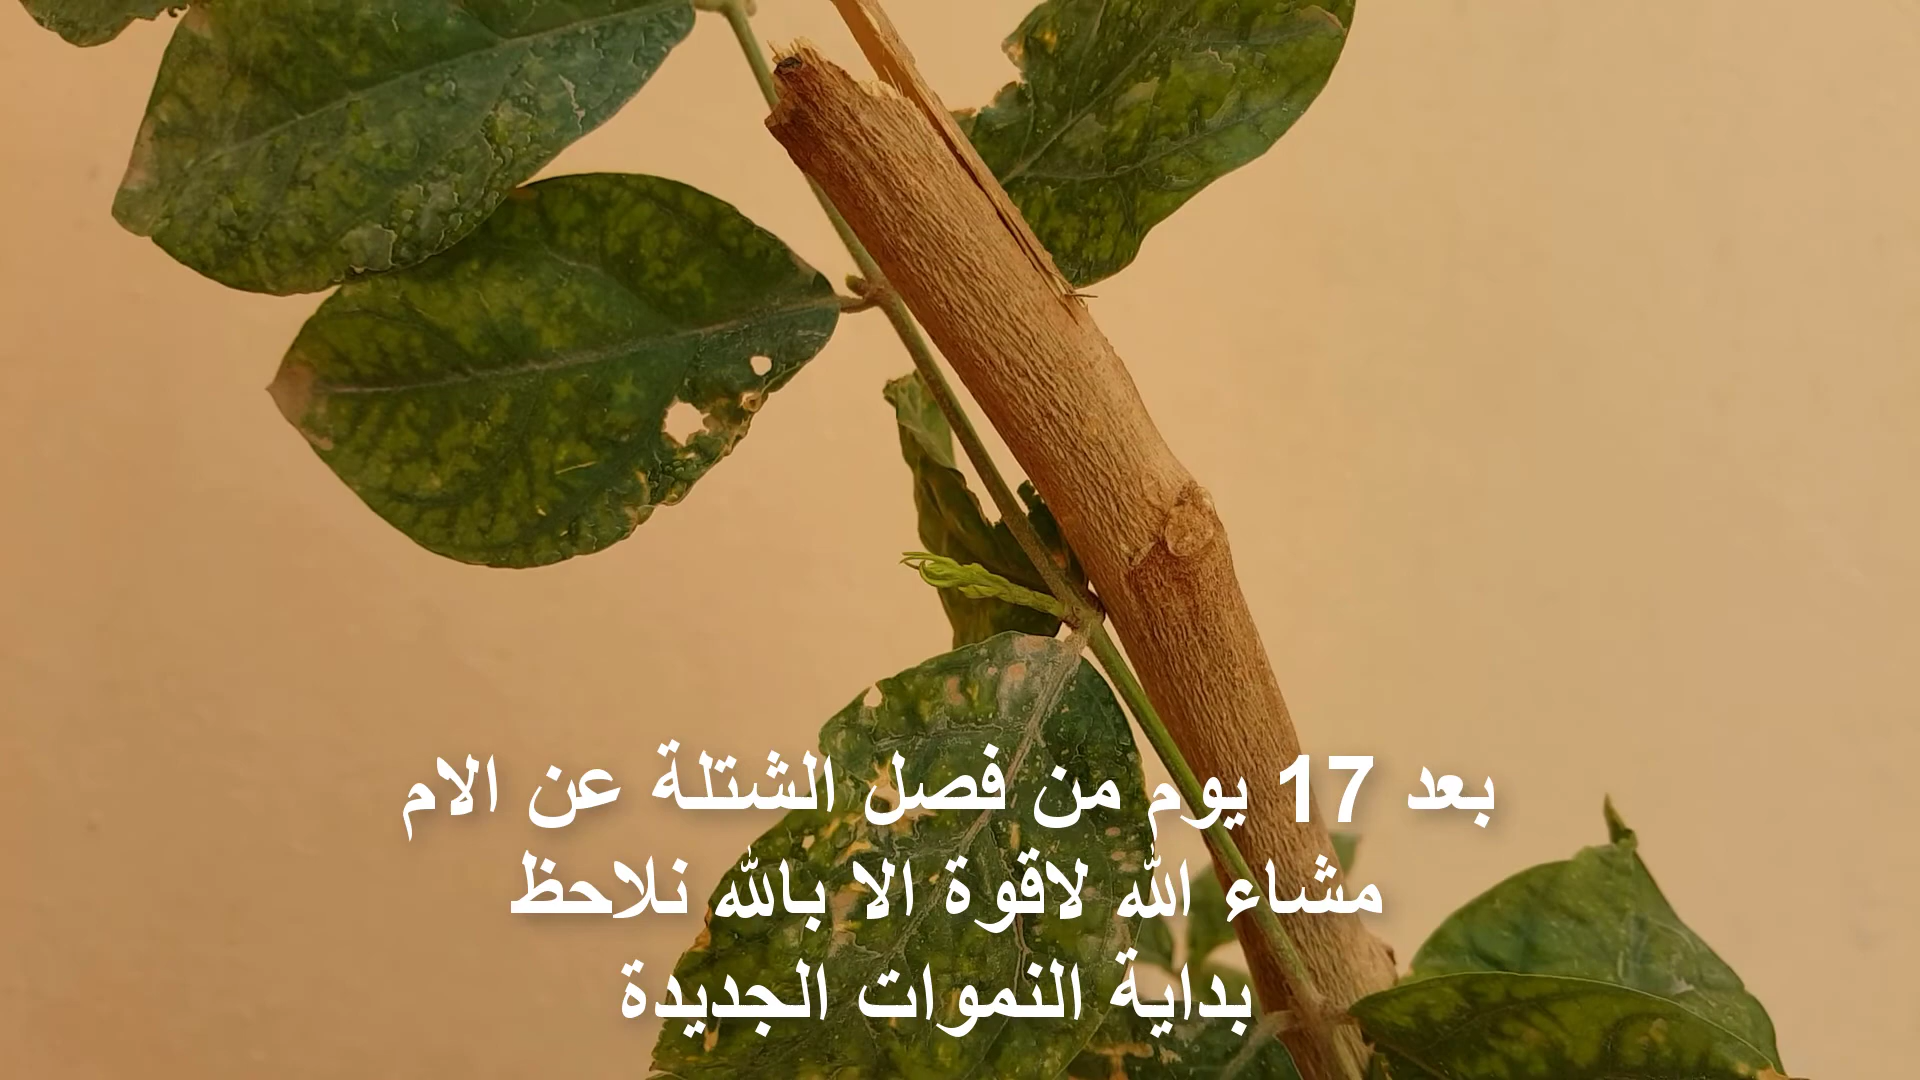 بعد 17 يوم من فصل الشتلة عن الام
مشاء الله لاقوة الا بالله نلاحظ
بداية النموات الجديدة